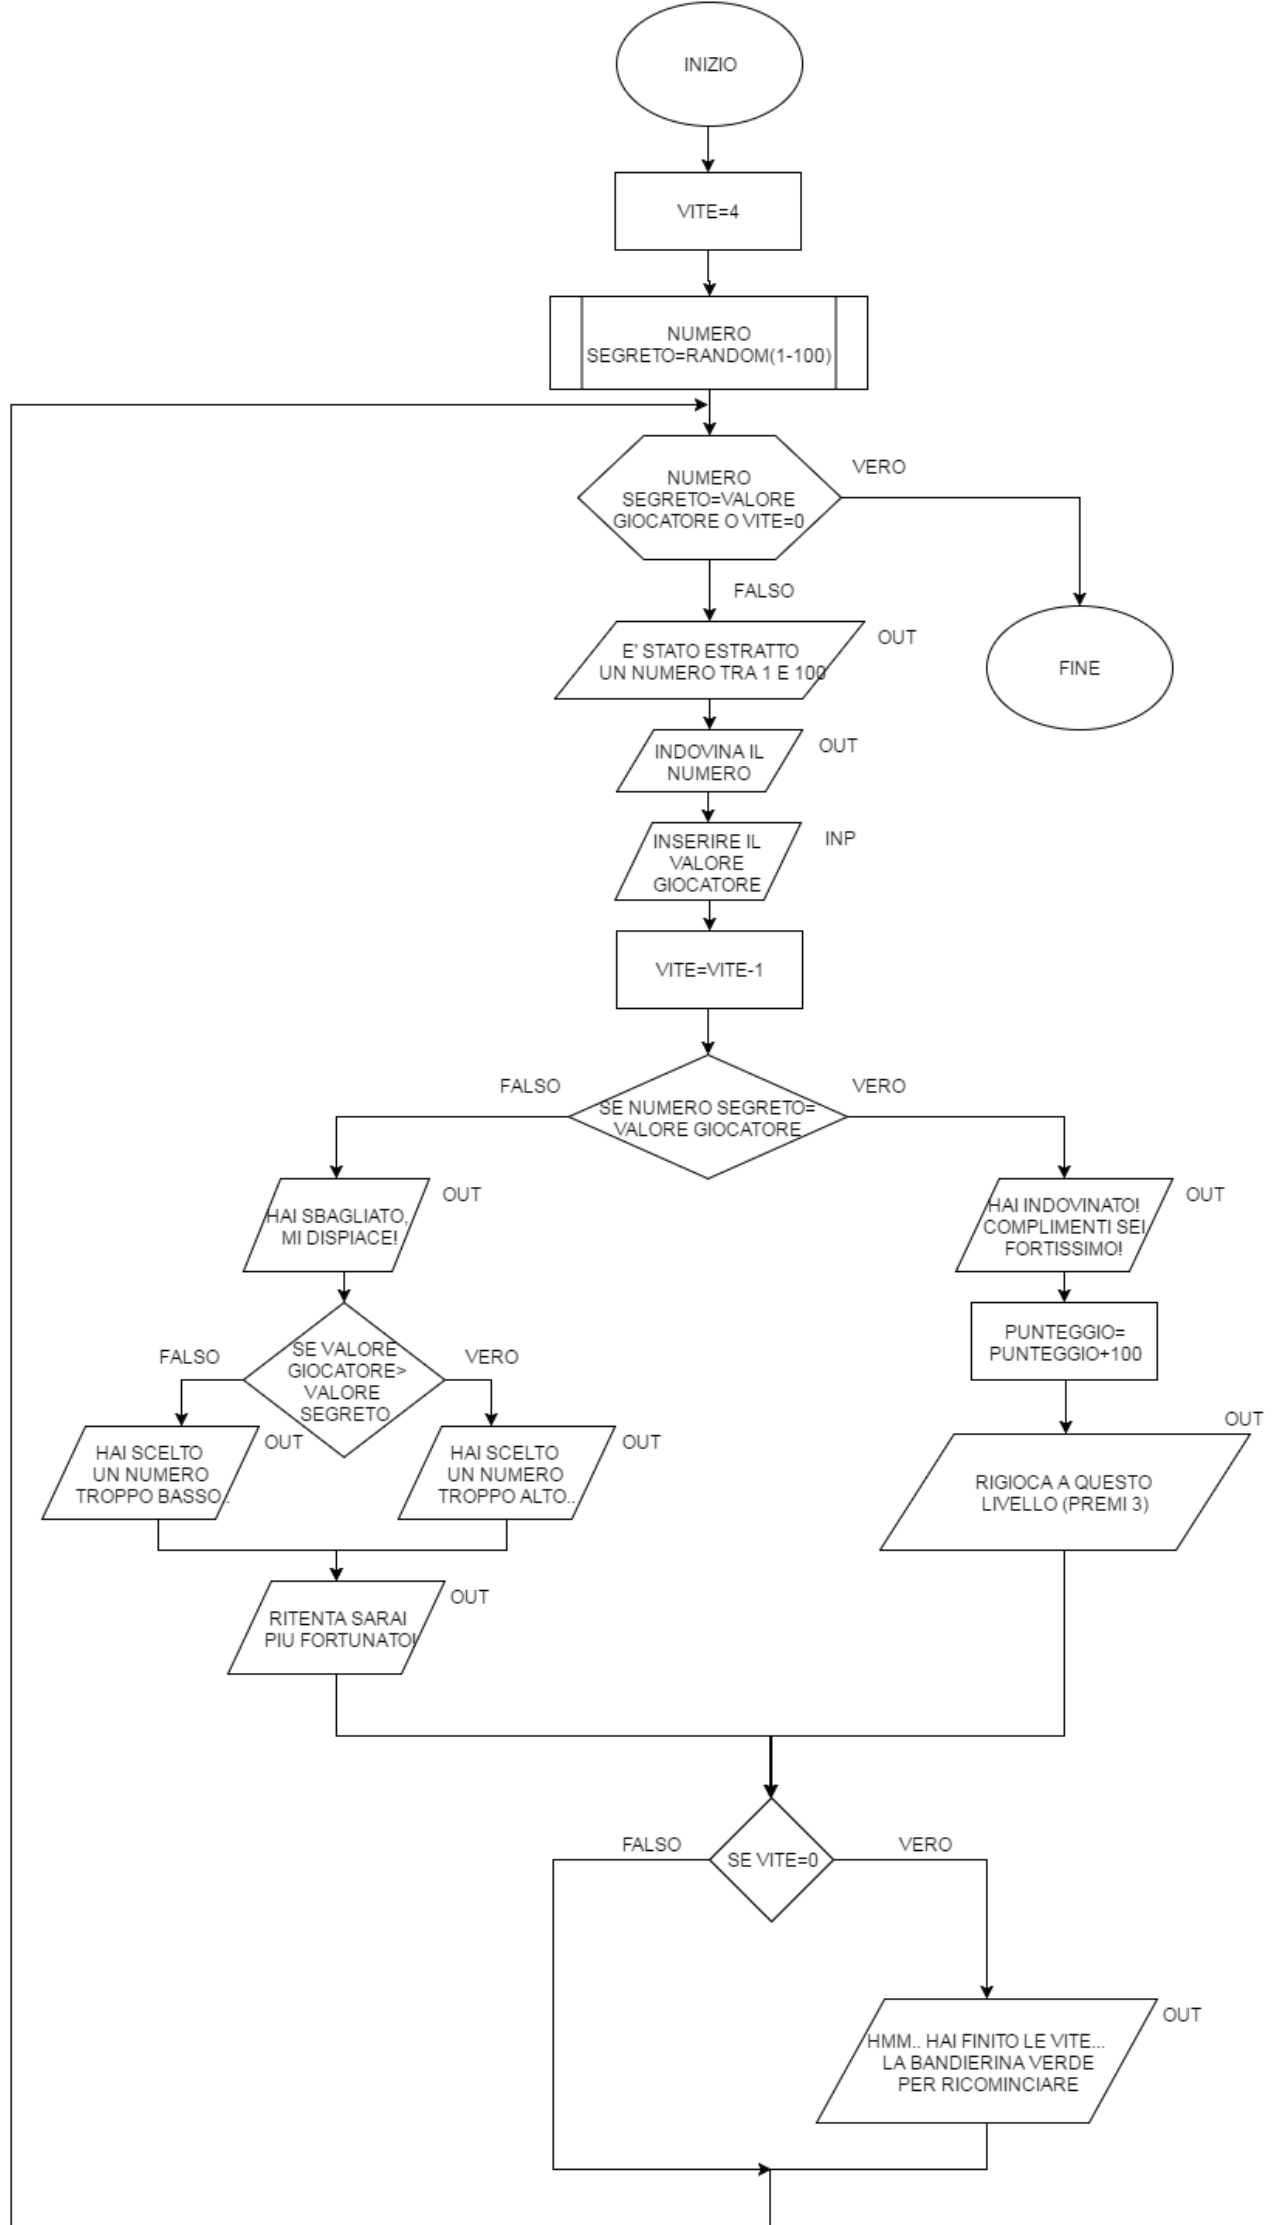 INIZIO
VITE=4
NUMERO
SEGRETO=RANDOM(1-100)
VERO
NUMERO
SEGRETO=VALORE
GIOCATORE O VITE=0
FALSO
E' STATO ESTRATTO
UN NUMERO TRA 1 E 100
OUT
FINE
INDOVINA IL
NUMERO
OUT
INSERIRE IL
VALORE
GIOCATORE
INP
VITE=VITE-1
FALSO
VERO
SE NUMERO SEGRETO=
VALORE GIOCATORE
HAI SBAGLIATO,
MI DISPIACE!
OUT
HAI INDOVINATO!
COMPLIMENTI SEI
FORTISSIMO!
OUT
PUNTEGGIO=
PUNTEGGIO+100
FALSO
SE VALORE
GIOCATORE>
VALORE
SEGRETO
VERO
HAI SCELTO
UN NUMERO
TROPPO BASSO..
OUT
HAI SCELTO
UN NUMERO
TROPPO ALTO..
OUT
OUT
RIGIOCA A QUESTO
LIVELLO (PREMI 3)
RITENTA SARAI
PIU FORTUNATO!
OUT
FALSO
VERO
SE VITE=0
HMM.. HAI FINITO LE VITE...
LA BANDIERINA VERDE
PER RICOMINCIARE
OUT